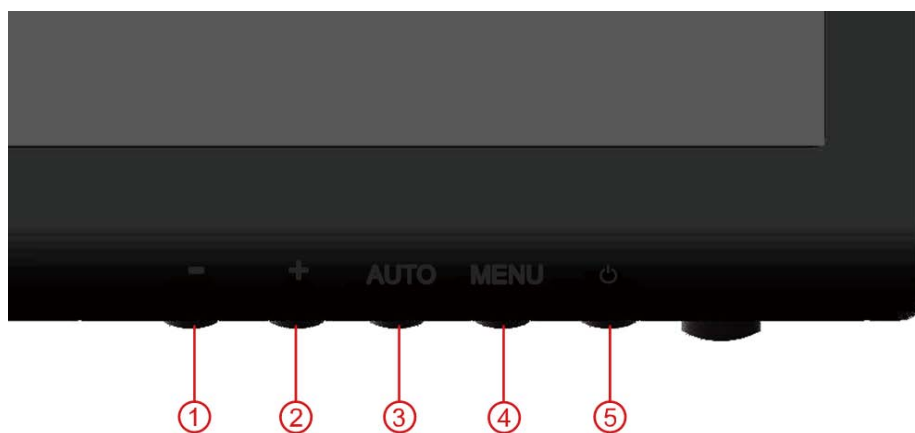 - + AUTO MENU ⏻
① ② ③ ④ ⑤